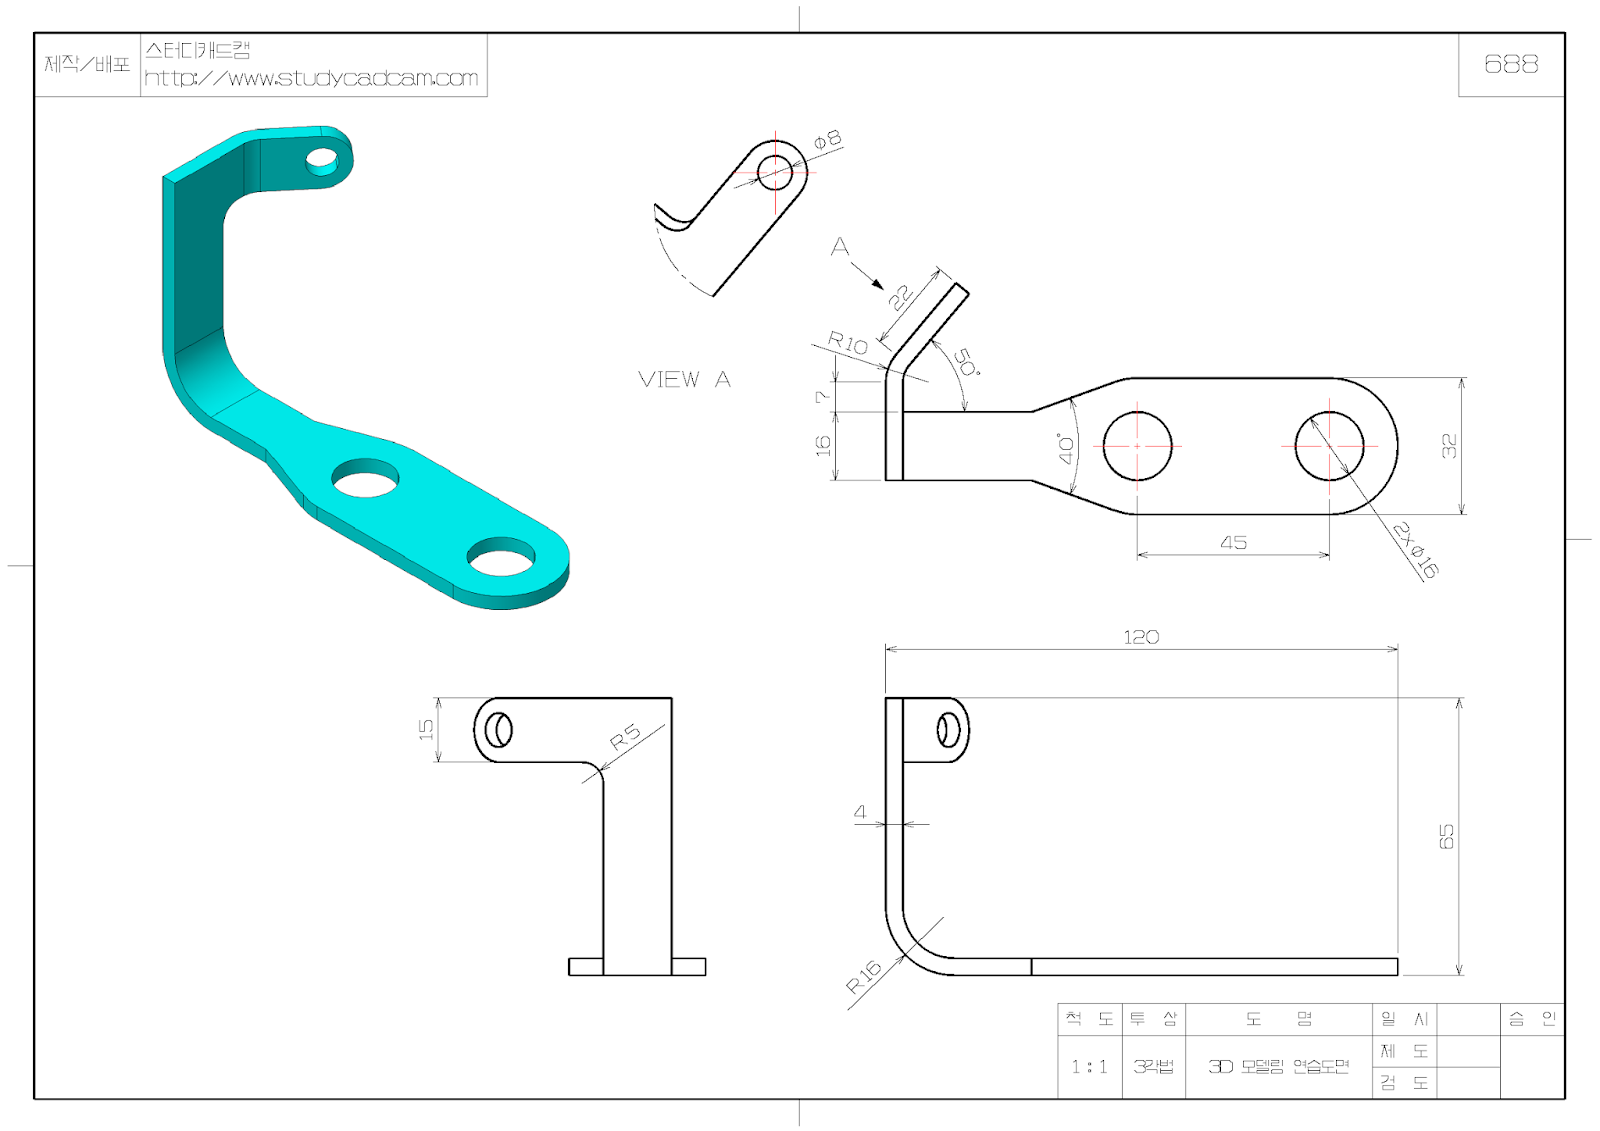 제작/배포
스터디캐드캠
http://www.studycadcam.com
688
Φ8
A
22
R10
50°
VIEW A
7
16
40°
32
45
2xΦ16
120
15
R5
4
65
R16
척 도 투 상 도 명 일 시 승 인
1:1 3각법 3D 모델링 연습도면
제 도
검 도